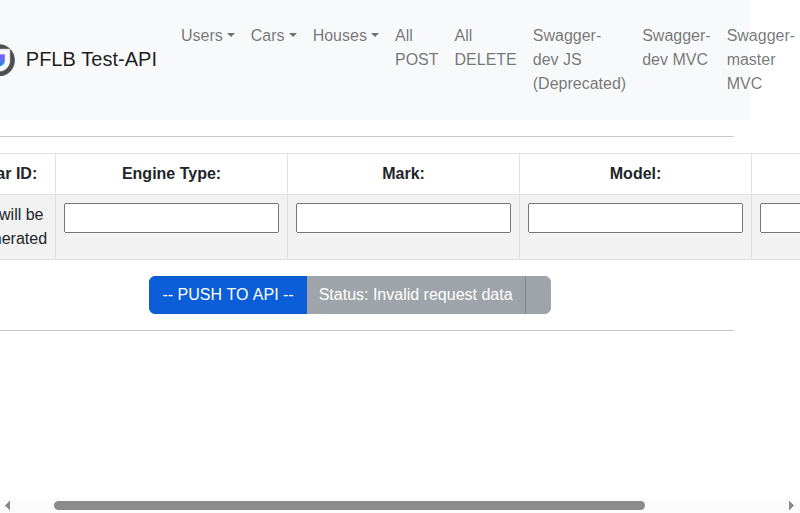 PFLB Test-API
Users
Cars
Houses
All
POST
All
DELETE
Swagger-
dev JS
(Deprecated)
Swagger-
dev MVC
Swagger-
master
MVC
ar ID:
Engine Type:
Mark:
Model:
will be
nerated
-- PUSH TO API --
Status: Invalid request data